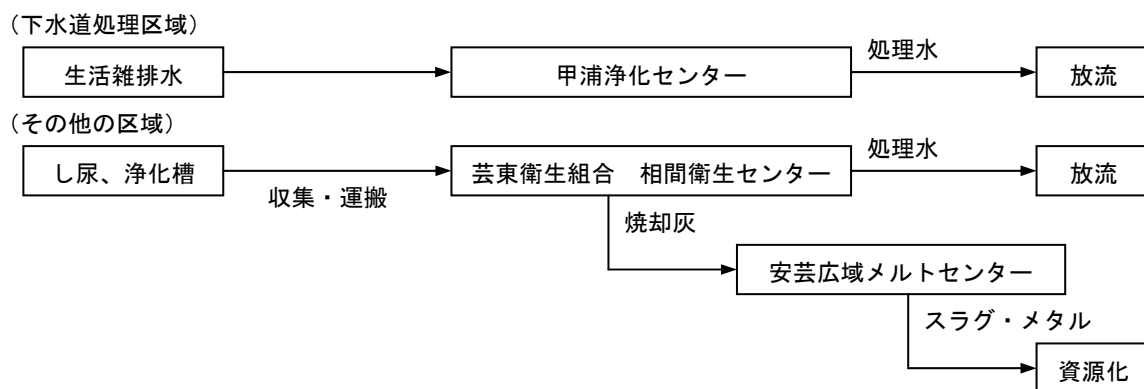 （下水道処理区域）
生活雑排水
甲浦浄化センター
処理水
放流
（その他の区域）
し尿、浄化槽
収集・運搬
芸東衛生組合　相間衛生センター
処理水
放流
焼却灰
安芸広域メルトセンター
スラグ・メタル
資源化